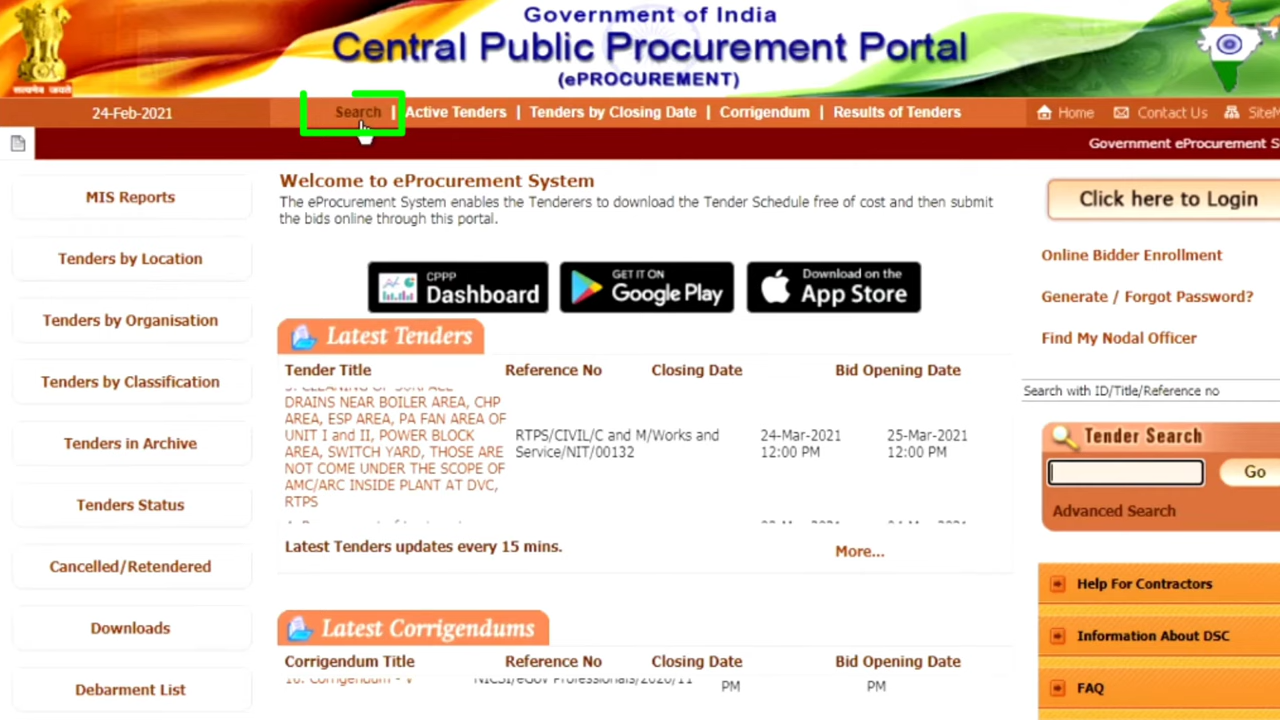 Government of India
Central Public Procurement Portal
(ePROCUREMENT)
सत्यमेव जयते
24-Feb-2021
Search | Active Tenders | Tenders by Closing Date | Corrigendum | Results of Tenders
Home Contact Us
Government eProcurement
MIS Reports
Tenders by Location
Tenders by Organisation
Tenders by Classification
Tenders in Archive
Tenders Status
Cancelled/Retendered
Downloads
Debarment List
Welcome to eProcurement System
The eProcurement System enables the Tenderers to download the Tender Schedule free of cost and then submit
the bids online through this portal.
CPPP
Dashboard
GET IT ON
Google Play
Download on the
App Store
Latest Tenders
Tender Title Reference No Closing Date Bid Opening Date
DRAINS NEAR BOILER AREA, CHP
AREA, ESP AREA, PA FAN AREA OF
UNIT I and II, POWER BLOCK
AREA, SWITCH YARD, THOSE ARE
NOT COME UNDER THE SCOPE OF
AMC/ARC INSIDE PLANT AT DVC,
RTPS
RTPS/CIVIL/C and M/Works and
Service/NIT/00132
24-Mar-2021
12:00 PM
25-Mar-2021
12:00 PM
Latest Tenders updates every 15 mins.
More...
Latest Corrigendums
Corrigendum Title Reference No Closing Date Bid Opening Date
PM PM
Click here to Login
Online Bidder Enrollment
Generate / Forgot Password?
Find My Nodal Officer
Search with ID/Title/Reference no
Tender Search
Go
Advanced Search
Help For Contractors
Information About DSC
FAQ